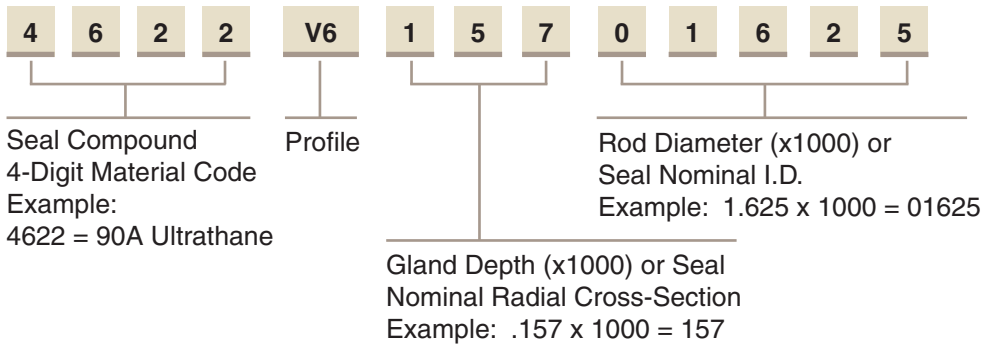 4 6 2 2 V6 1 5 7 0 1 6 2 5
Seal Compound
4-Digit Material Code
Example:
4622 = 90A Ultrathane
Profile
Gland Depth (x1000) or Seal
Nominal Radial Cross-Section
Example: .157 x 1000 = 157
Rod Diameter (x1000) or
Seal Nominal I.D.
Example: 1.625 x 1000 = 01625